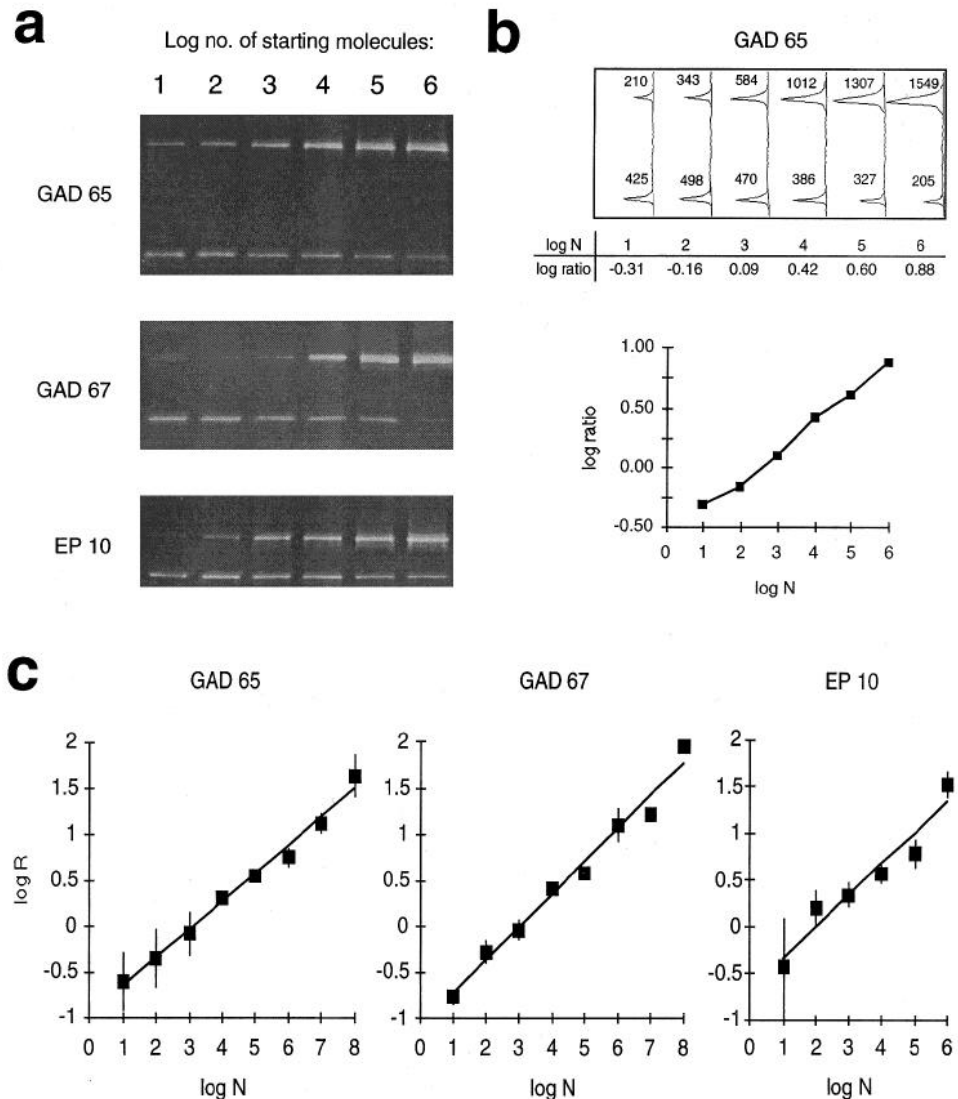 a
Log no. of starting molecules:
1 2 3 4 5 6
GAD 65
GAD 67
EP 10
b
GAD 65
210 343 584 1012 1307 1549
425 498 470 386 327 205
log N 1 2 3 4 5 6
log ratio -0.31 -0.16 0.09 0.42 0.60 0.88
1.00
0.50
0.00
-0.50
log ratio
0 1 2 3 4 5 6
log N
c
GAD 65
2
1.5
1
0.5
0
-0.5
-1
log R
0 1 2 3 4 5 6 7 8
log N
GAD 67
2
1.5
1
0.5
0
-0.5
-1
0 1 2 3 4 5 6 7 8
log N
EP 10
2
1.5
1
0.5
0
-0.5
-1
0 1 2 3 4 5 6
log N